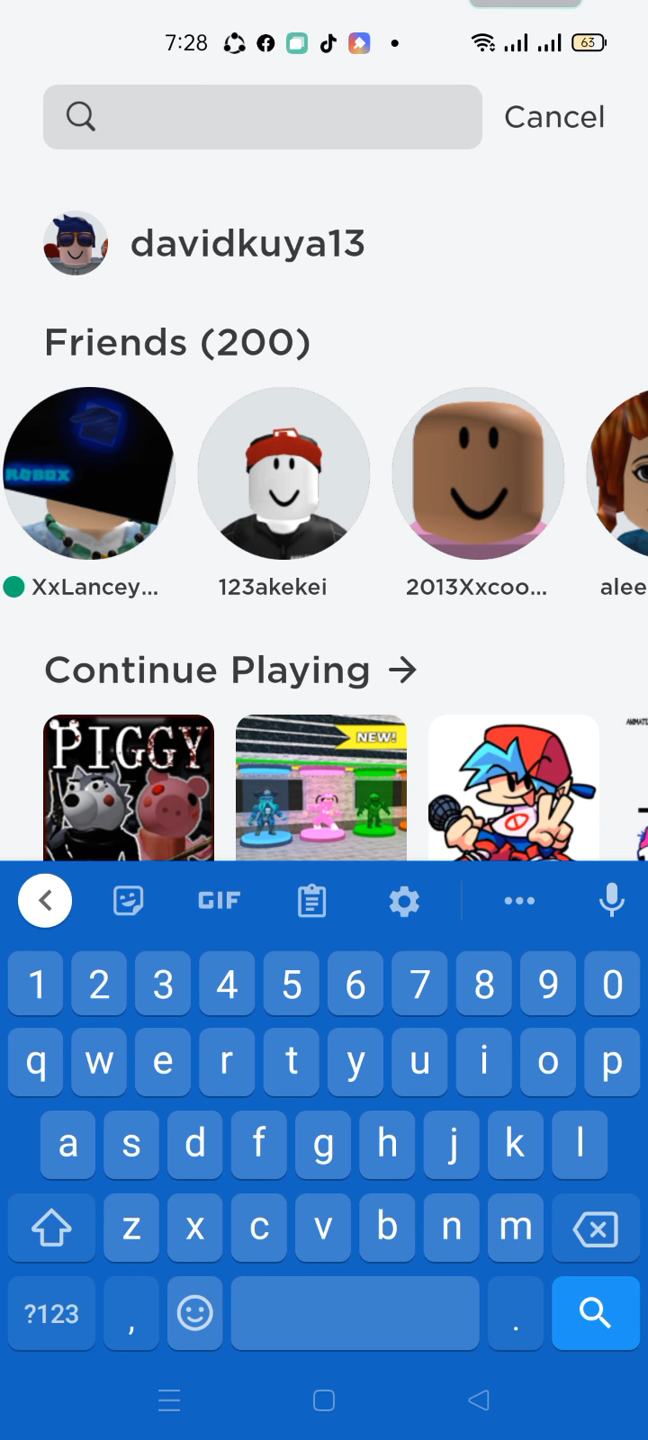 7:28
63
Cancel
davidkuya13
Friends (200)
ROBOX
XxLancey...
123akekei
2013Xxcoo...
alee
Continue Playing →
PIGGY
NEW!
GIF
1 2 3 4 5 6 7 8 9 0
q w e r t y u i o p
a s d f g h j k l
z x c v b n m
?123 , .